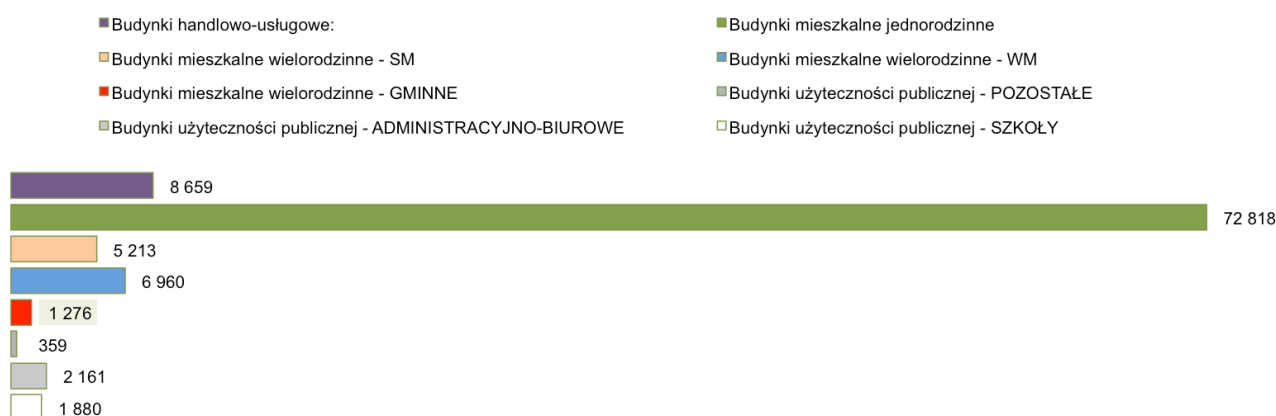 Budynki handlowo-usługowe:
Budynki mieszkalne jednorodzinne
Budynki mieszkalne wielorodzinne - SM
Budynki mieszkalne wielorodzinne - WM
Budynki mieszkalne wielorodzinne - GMINNE
Budynki użyteczności publicznej - POZOSTAŁE
Budynki użyteczności publicznej - ADMINISTRACYJNO-BIUROWE
Budynki użyteczności publicznej - SZKOŁY
8 659
72 818
5 213
6 960
1 276
359
2 161
1 880